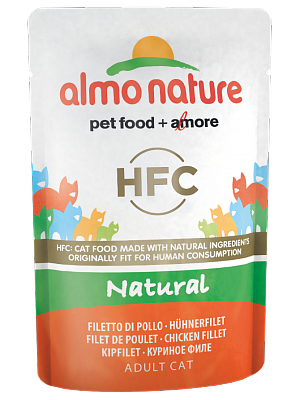 almo nature
pet food + almore
HFC
HFC: CAT FOOD MADE WITH NATURAL INGREDIENTS
ORIGINALLY FIT FOR HUMAN CONSUMPTION
Natural
FILETTO DI POLLO · HÜHNERFILET
FILET DE POULET · CHICKEN FILLET
KIPFILET · КУРИНОЕ ФИЛЕ
ADULT CAT